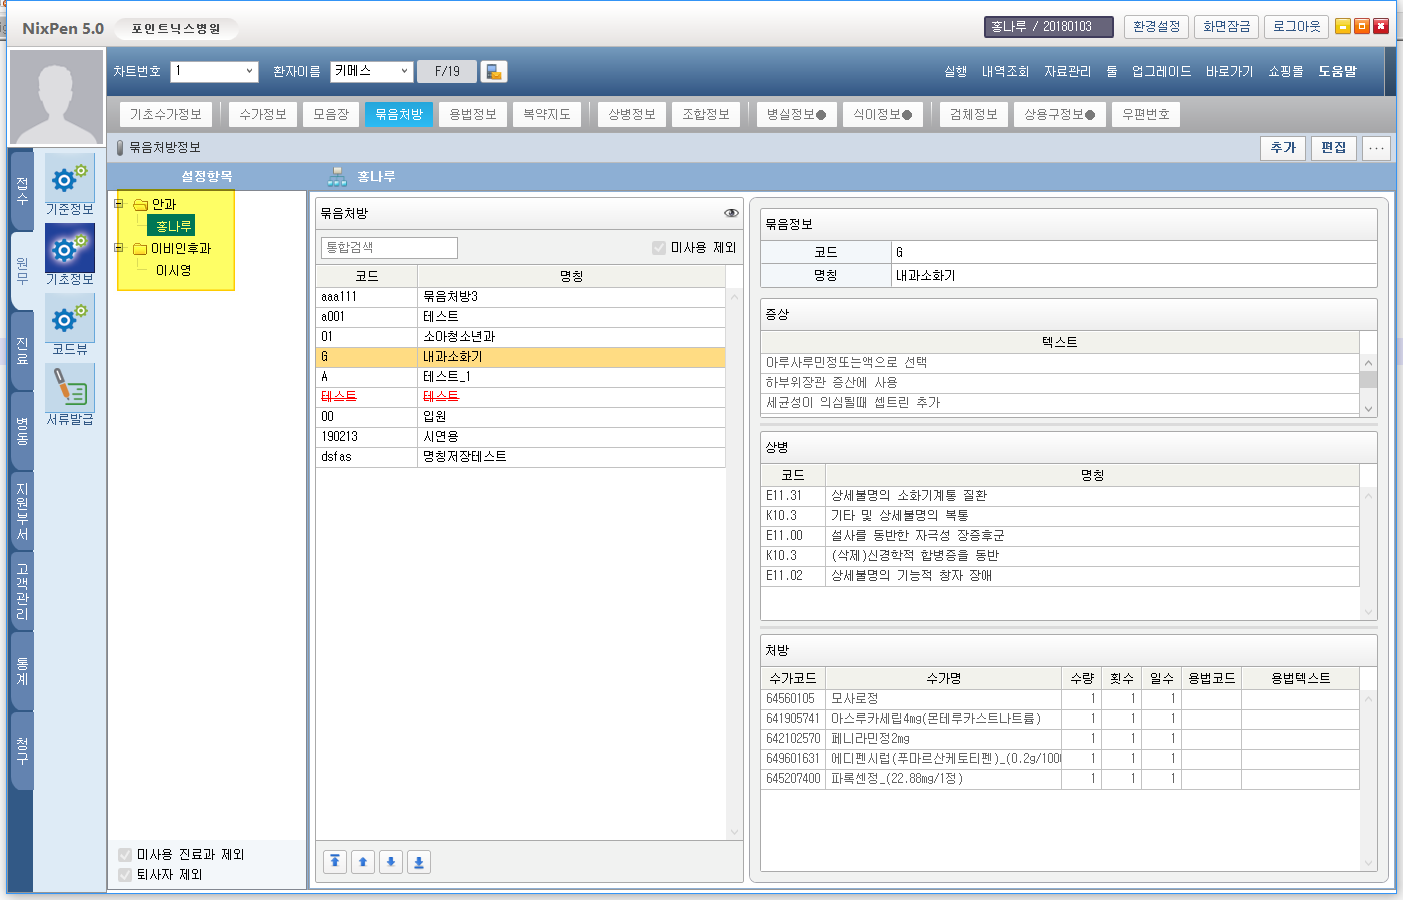 NixPen 5.0 포인트닉스병원 홍나루 / 20180103 환경설정 화면잠금 로그아웃
차트번호 1 환자이름 키메스 F/19 실행 내역조회 자료관리 툴 업그레이드 바로가기 쇼핑몰 도움말
기초수가정보 수가정보 모음장 묶음처방 용법정보 복약지도 상병정보 조합정보 병실정보● 식이정보● 검체정보 상용구정보● 우편번호
묶음처방정보 추가 편집 ...
설정항목 홍나루
접수
원무
진료
병동
지원부서
고객관리
통계
청구
기준정보
기초정보
코드뷰
서류발급
안과
홍나루
이비인후과
이시영
미사용 진료과 제외
퇴사자 제외
묶음처방
통합검색 미사용 제외
코드 명칭
aaa111 묶음처방3
a001 테스트
01 소아청소년과
G 내과소화기
A 테스트_1
테스트 테스트
00 입원
190213 시연용
dsfas 명칭저장테스트
묶음정보
코드 G
명칭 내과소화기
증상
텍스트
아루사루민정또는액으로 선택
하부위장관 증산에 사용
세균성이 의심될때 셉트린 추가
상병
코드 명칭
E11.31 상세불명의 소화기계통 질환
K10.3 기타 및 상세불명의 복통
E11.00 설사를 동반한 자극성 장증후군
K10.3 (삭제)신경학적 합병증을 동반
E11.02 상세불명의 기능적 창자 장애
처방
수가코드 수가명 수량 횟수 일수 용법코드 용법텍스트
64560105 모사로정 1 1 1
641905741 아스루카세립4mg(몬테루카스트나트륨) 1 1 1
642102570 페니라민정2mg 1 1 1
649601631 에디펜시럽(푸마르산케토티펜)_(0.2g/100 1 1 1
645207400 파록센정_(22.88mg/1정) 1 1 1